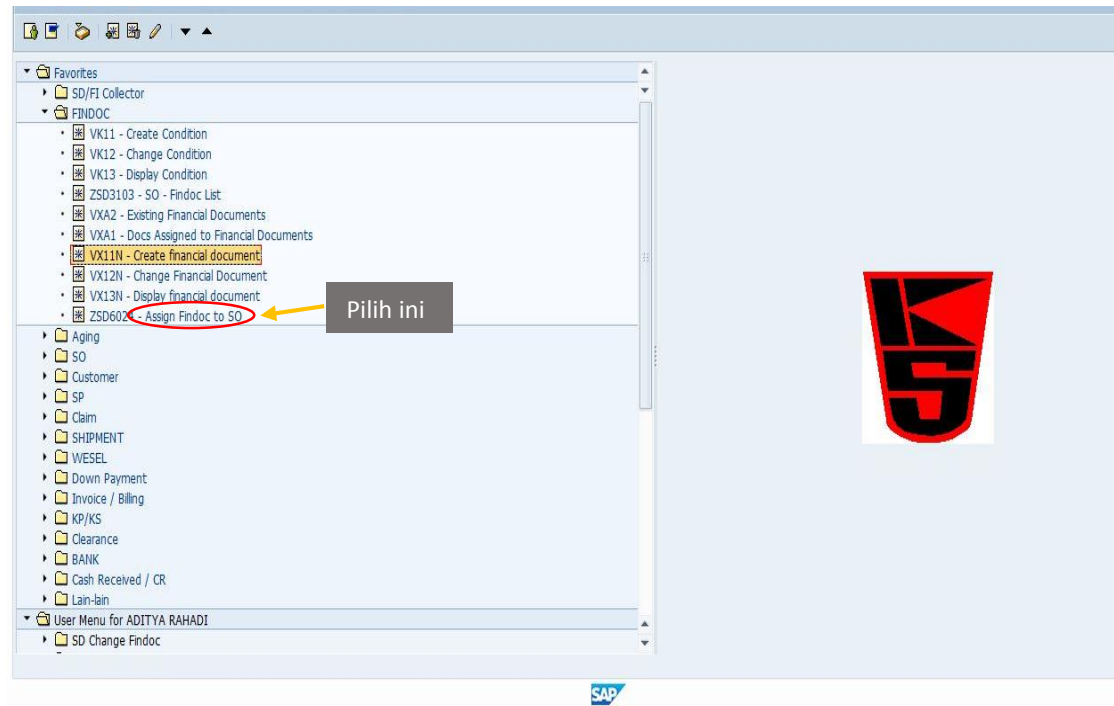 Favorites
SD/FI Collector
FINDOC
VK11 - Create Condition
VK12 - Change Condition
VK13 - Display Condition
ZSD3103 - SO - Findoc List
VXA2 - Existing Financial Documents
VXA1 - Docs Assigned to Financial Documents
VX11N - Create financial document
VX12N - Change Financial Document
VX13N - Display financial document
ZSD6024 - Assign Findoc to SO
Pilih ini
Aging
SO
Customer
SP
Claim
SHIPMENT
WESEL
Down Payment
Invoice / Billing
KP/KS
Clearance
BANK
Cash Received / CR
Lain-lain
User Menu for ADITYA RAHADI
SD Change Findoc
KS
SAP